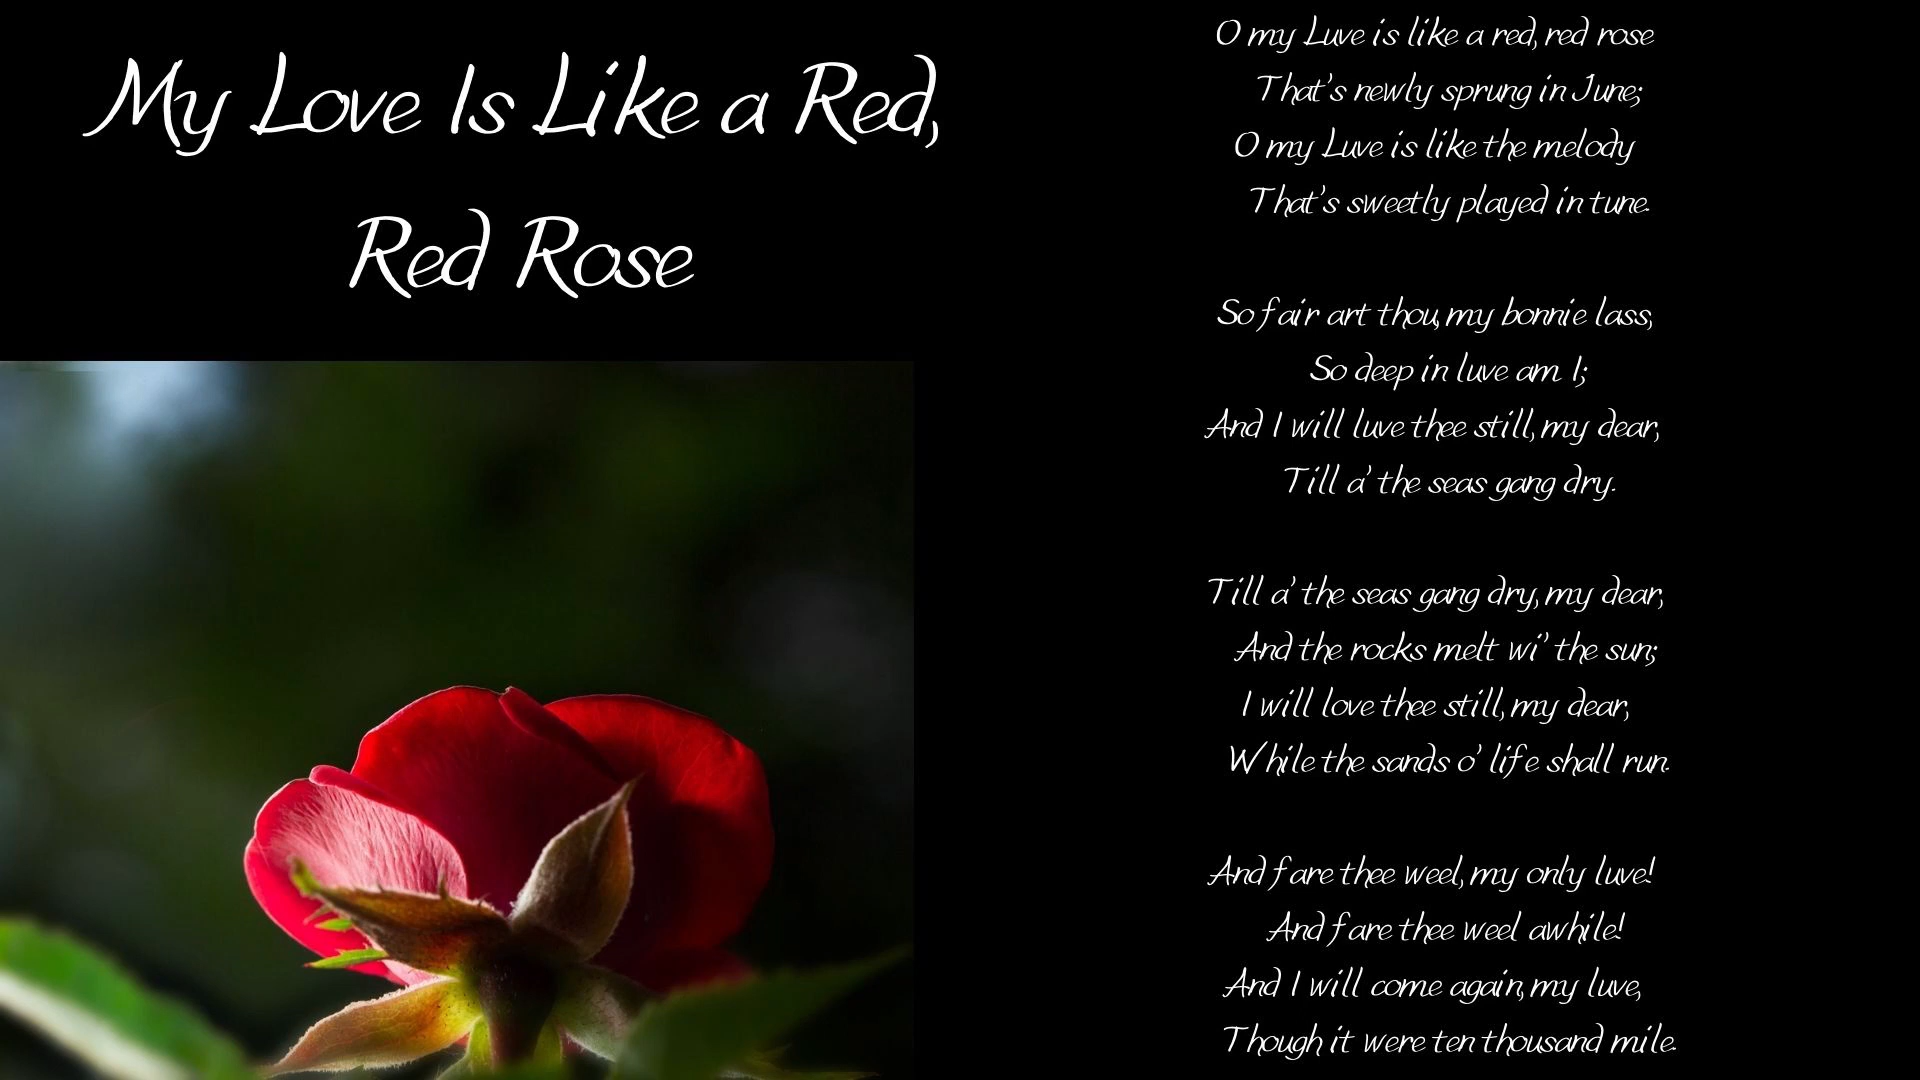 My Love Is Like a Red,
Red Rose
O my Luve is like a red, red rose
That's newly sprung in June;
O my Luve is like the melody
That's sweetly played in tune.
So fair art thou, my bonnie lass,
So deep in luve am I;
And I will luve thee still, my dear,
Till a' the seas gang dry.
Till a' the seas gang dry, my dear,
And the rocks melt wi' the sun;
I will love thee still, my dear,
While the sands o' life shall run.
And fare thee weel, my only luve!
And fare thee weel awhile!
And I will come again, my luve,
Though it were ten thousand mile.